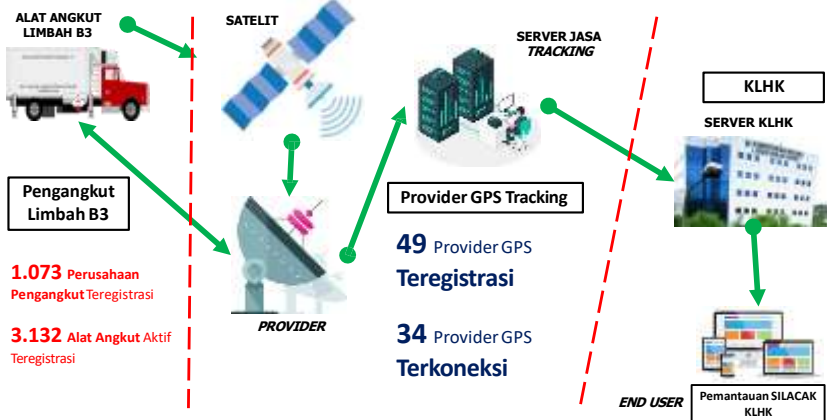 ALAT ANGKUT
LIMBAH B3
SATELIT
SERVER JASA
TRACKING
KLHK
SERVER KLHK
Pengangkut
Limbah B3
Provider GPS Tracking
1.073 Perusahaan
Pengangkut Teregistrasi
3.132 Alat Angkut Aktif
Teregistrasi
PROVIDER
49 Provider GPS
Teregistrasi
34 Provider GPS
Terkoneksi
END USER
Pemantauan SILACAK
KLHK